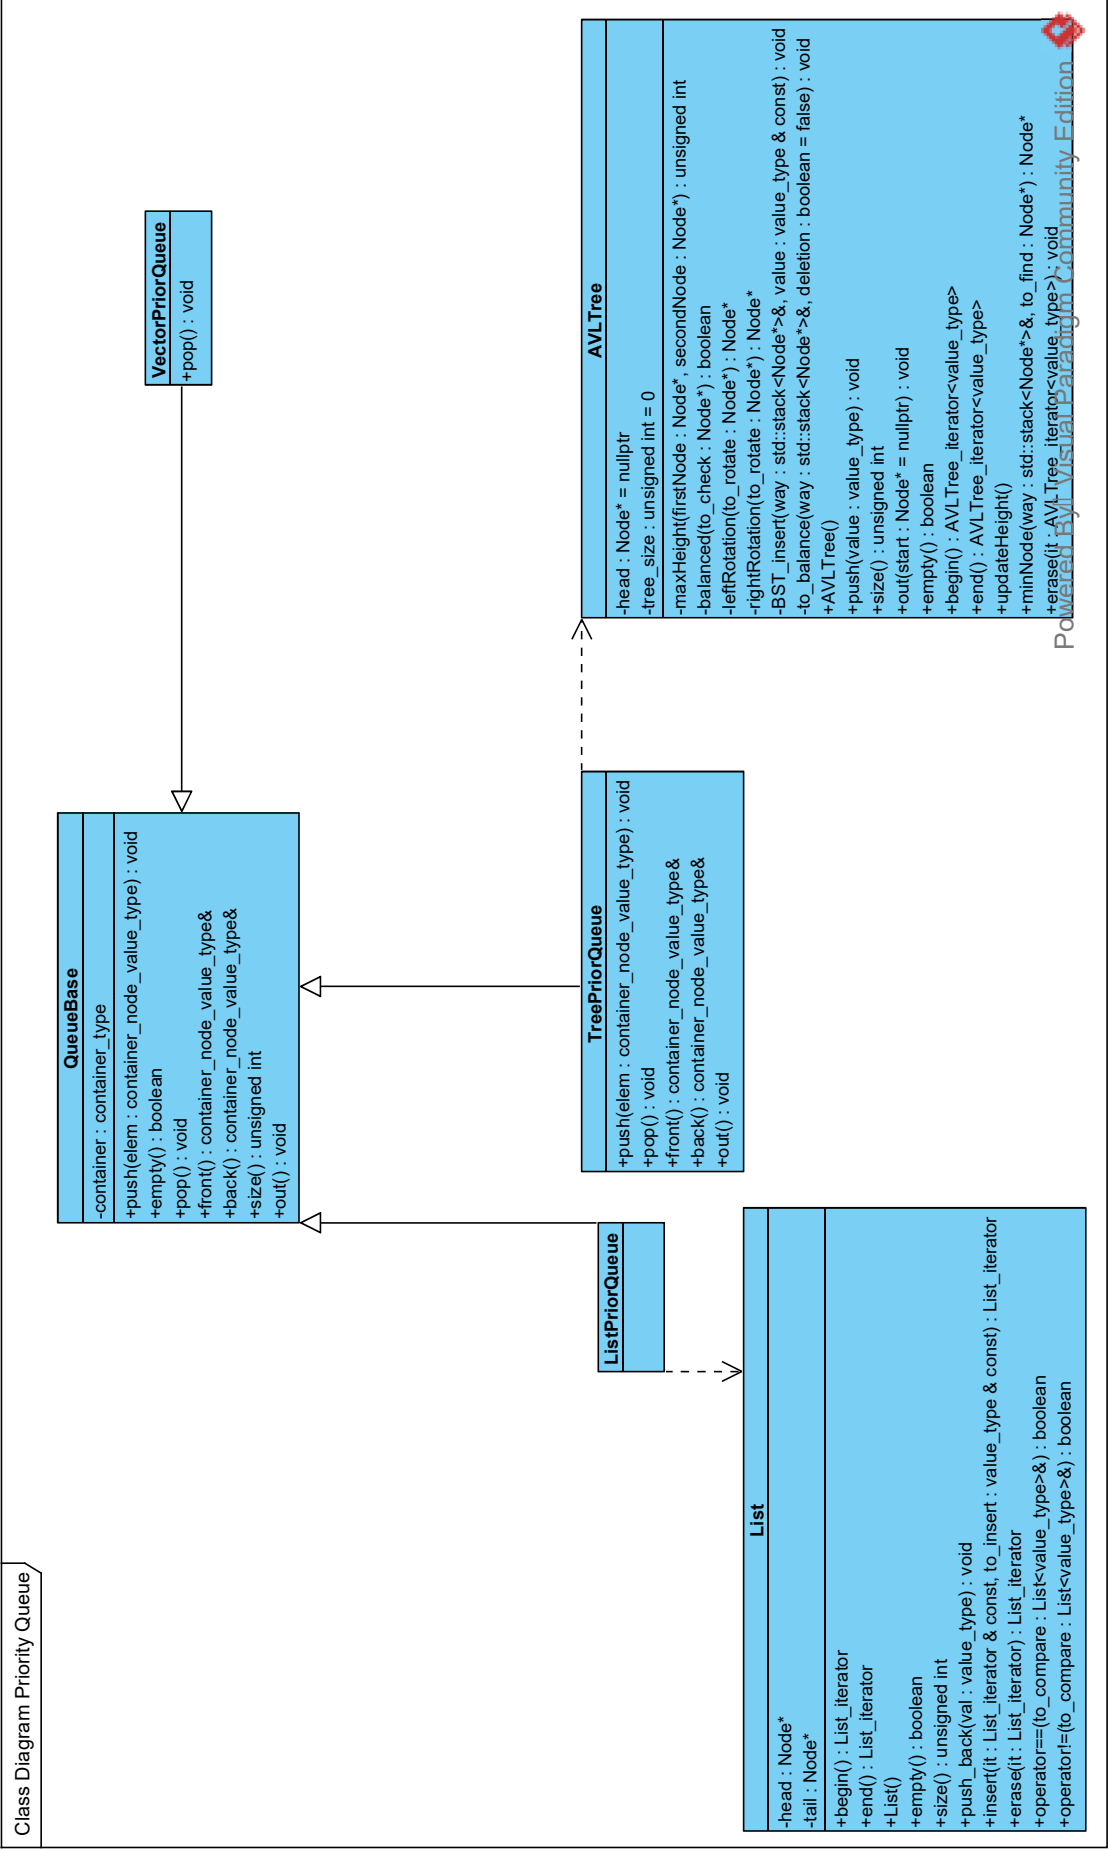 Class Diagram Priority Queue
QueueBase
-container : container_type
+push(elem : container_node_value_type) : void
+empty() : boolean
+pop() : void
+front() : container_node_value_type&
+back() : container_node_value_type&
+size() : unsigned int
+out() : void
VectorPriorQueue
+pop() : void
ListPriorQueue
TreePriorQueue
+push(elem : container_node_value_type) : void
+pop() : void
+front() : container_node_value_type&
+back() : container_node_value_type&
+out() : void
AVLTree
-head : Node* = nullptr
-tree_size : unsigned int = 0
-maxHeight(firstNode : Node*, secondNode : Node*) : unsigned int
-balanced(to_check : Node*) : boolean
-leftRotation(to_rotate : Node*) : Node*
-rightRotation(to_rotate : Node*) : Node*
-BST_insert(way : std::stack<Node*>&, value : value_type & const) : void
-to_balance(way : std::stack<Node*>&, deletion : boolean = false) : void
+AVLTree()
+push(value : value_type) : void
+size() : unsigned int
+out(start : Node* = nullptr) : void
+empty() : boolean
+begin() : AVLTree_iterator<value_type>
+end() : AVLTree_iterator<value_type>
+updateHeight()
+minNode(way : std::stack<Node*>&, to_find : Node*) : Node*
+erase(it : AVLTree_iterator<value_type>) : void
List
-head : Node*
-tail : Node*
+begin() : List_iterator
+end() : List_iterator
+List()
+empty() : boolean
+size() : unsigned int
+push_back(val : value_type) : void
+insert(it : List_iterator & const, to_insert : value_type & const) : List_iterator
+erase(it : List_iterator) : List_iterator
+operator==(to_compare : List<value_type>&) : boolean
+operator!=(to_compare : List<value_type>&) : boolean
Powered By Visual Paradigm Community Edition